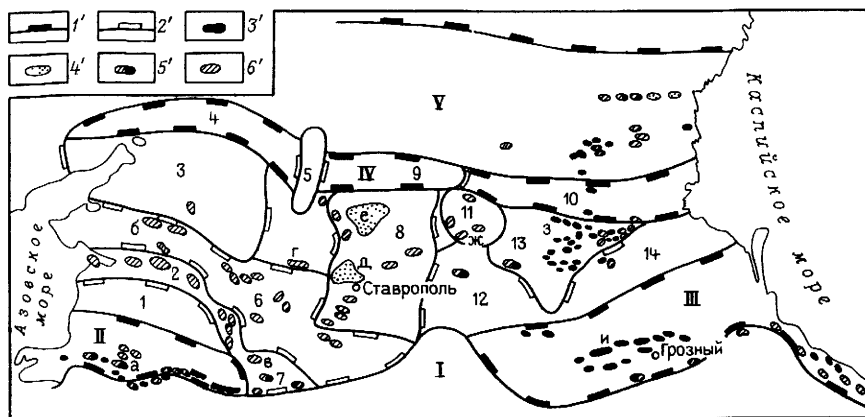 1'
2'
3'
4'
5'
6'
Каспийское море
Азовское море
V
4
5
IV
9
3
10
е
11
ж
8
б
г
13
з
14
2
д
Ставрополь
6
12
1
III
II
и
Грозный
а
в
7
I